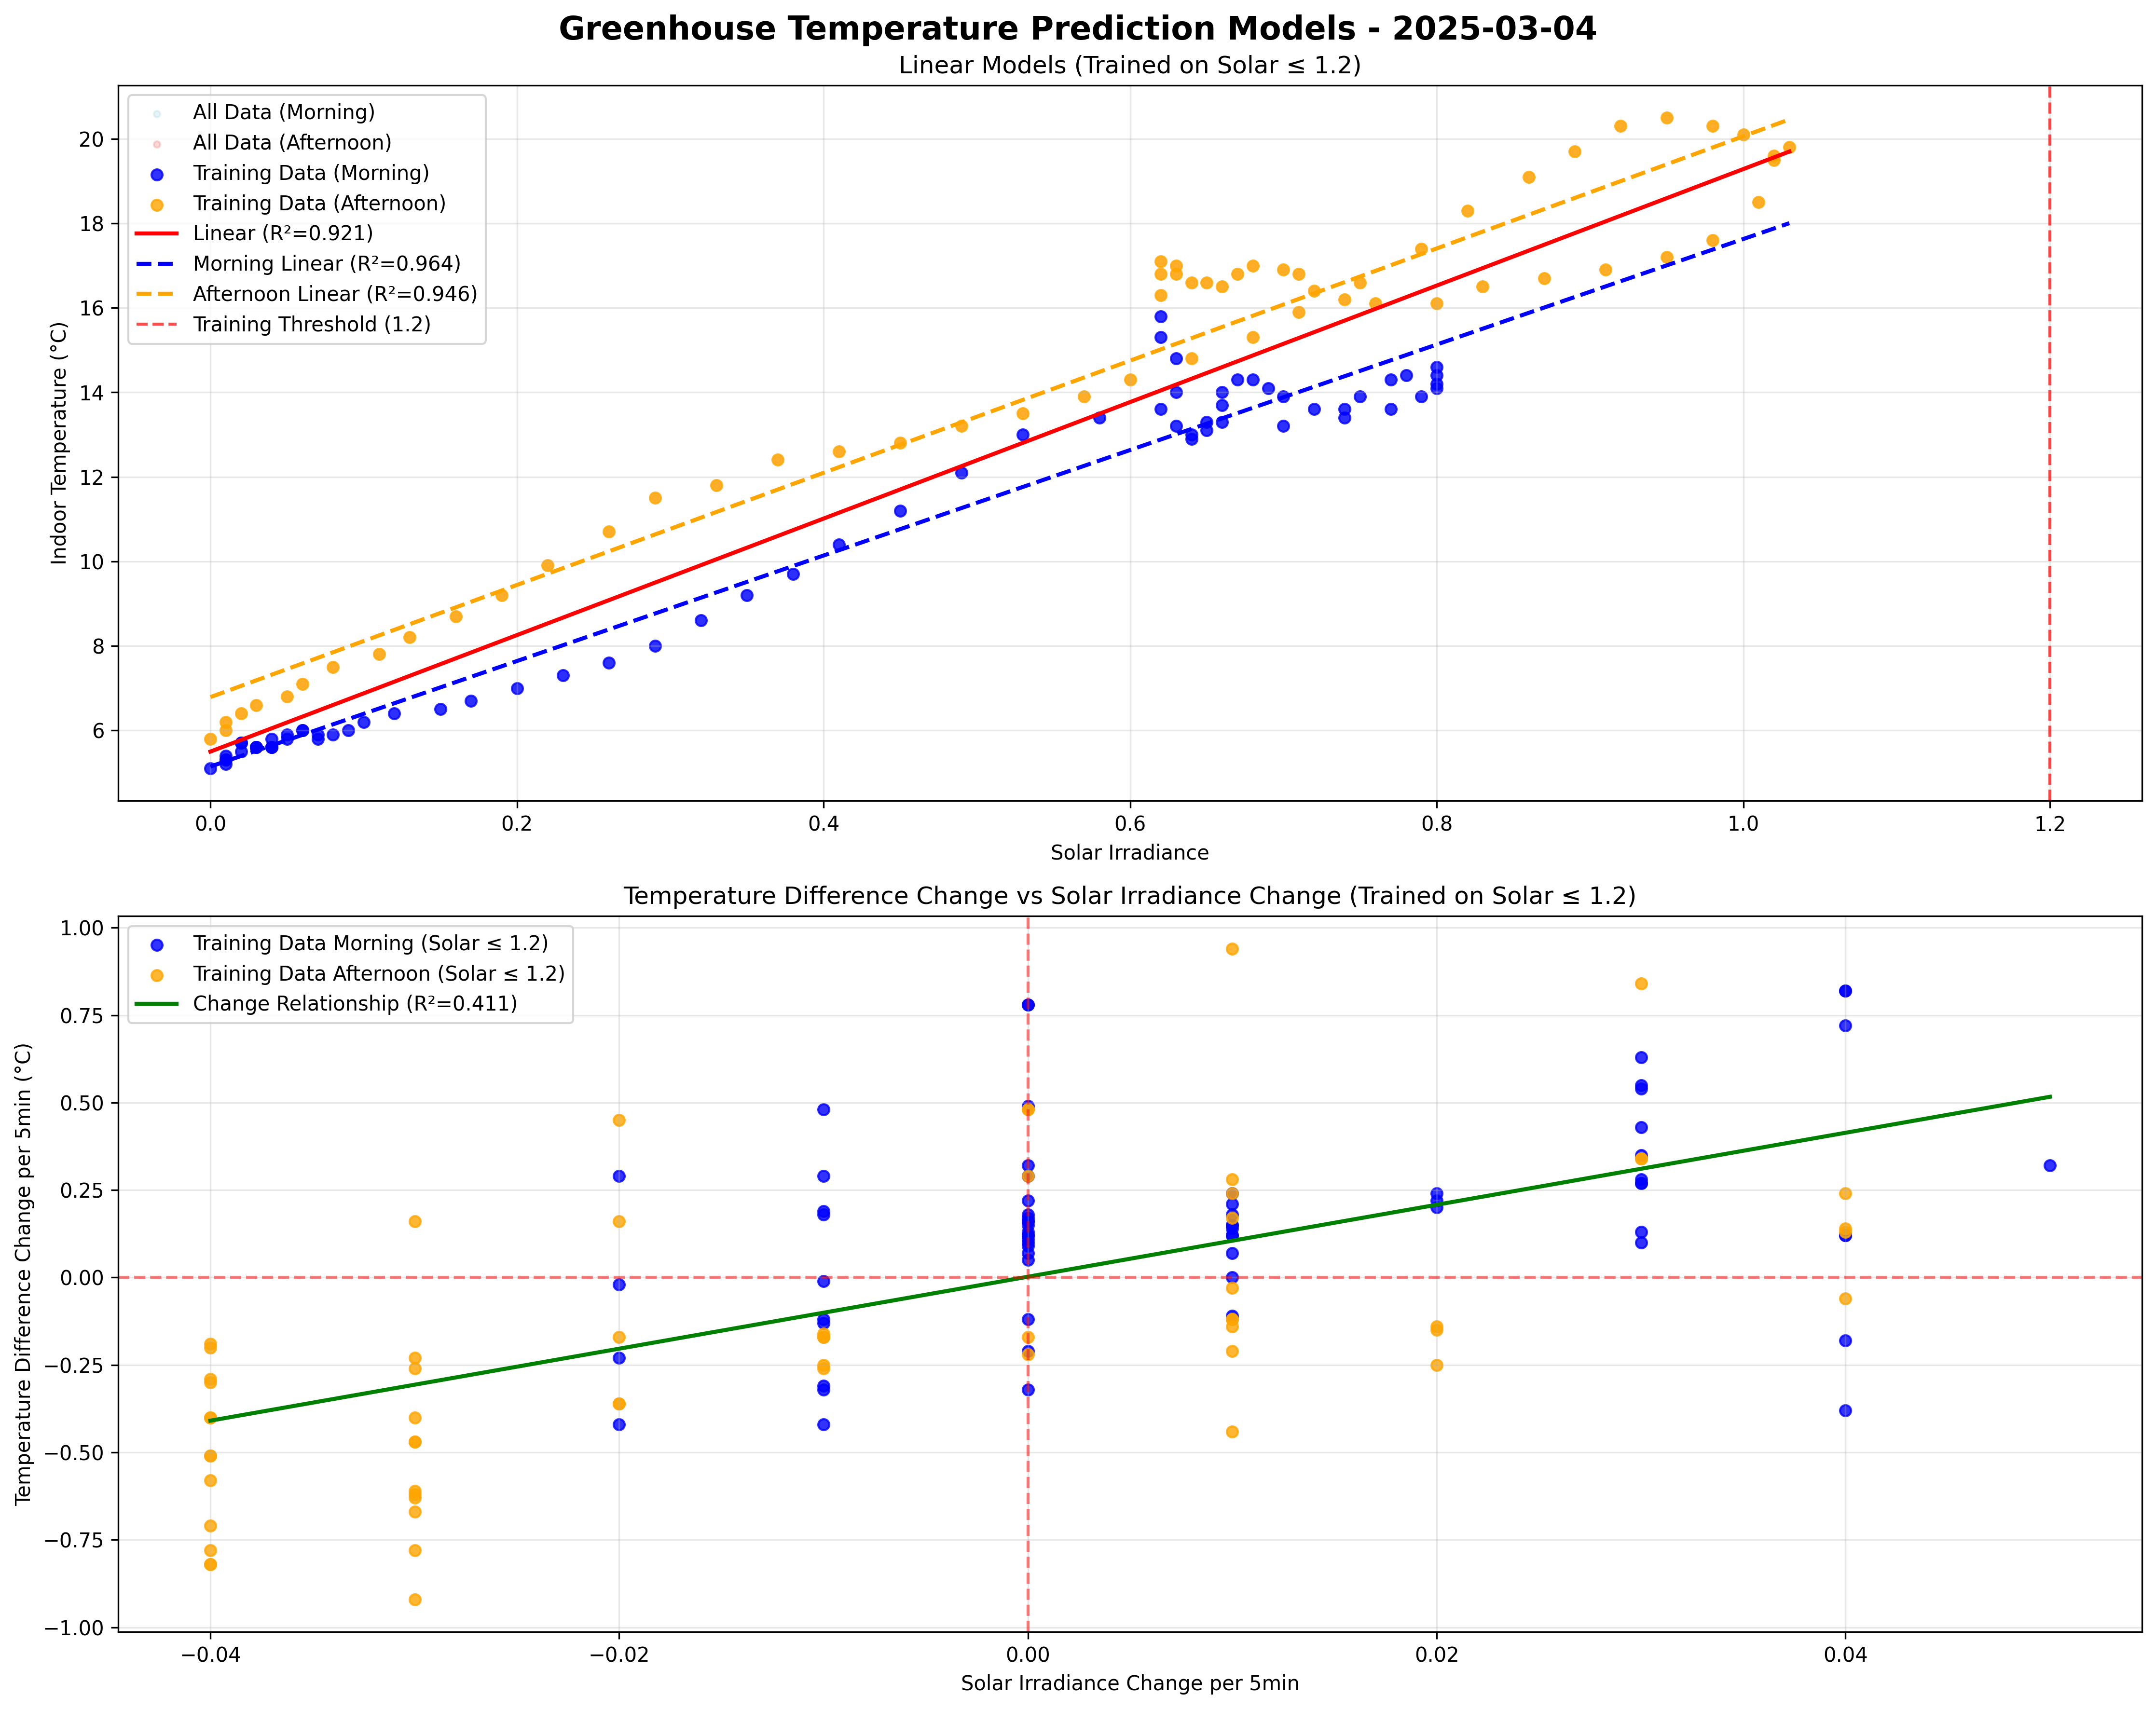 Greenhouse Temperature Prediction Models - 2025-03-04
Linear Models (Trained on Solar ≤ 1.2)
All Data (Morning)
All Data (Afternoon)
Training Data (Morning)
Training Data (Afternoon)
Linear (R²=0.921)
Morning Linear (R²=0.964)
Afternoon Linear (R²=0.946)
Training Threshold (1.2)
Indoor Temperature (°C)
20
18
16
14
12
10
8
6
0.0 0.2 0.4 0.6 0.8 1.0 1.2
Solar Irradiance
Temperature Difference Change vs Solar Irradiance Change (Trained on Solar ≤ 1.2)
Training Data Morning (Solar ≤ 1.2)
Training Data Afternoon (Solar ≤ 1.2)
Change Relationship (R²=0.411)
Temperature Difference Change per 5min (°C)
1.00
0.75
0.50
0.25
0.00
−0.25
−0.50
−0.75
−1.00
−0.04 −0.02 0.00 0.02 0.04
Solar Irradiance Change per 5min